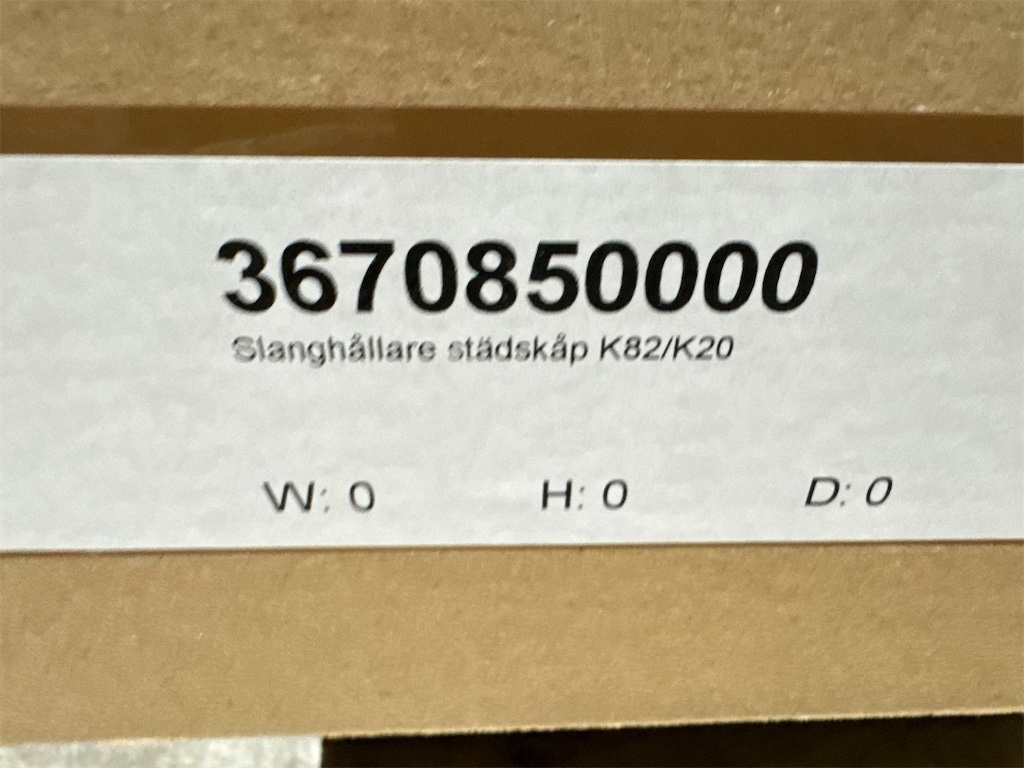 3670850000
Slanghållare städskåp K82/K20
W: 0 H: 0 D: 0